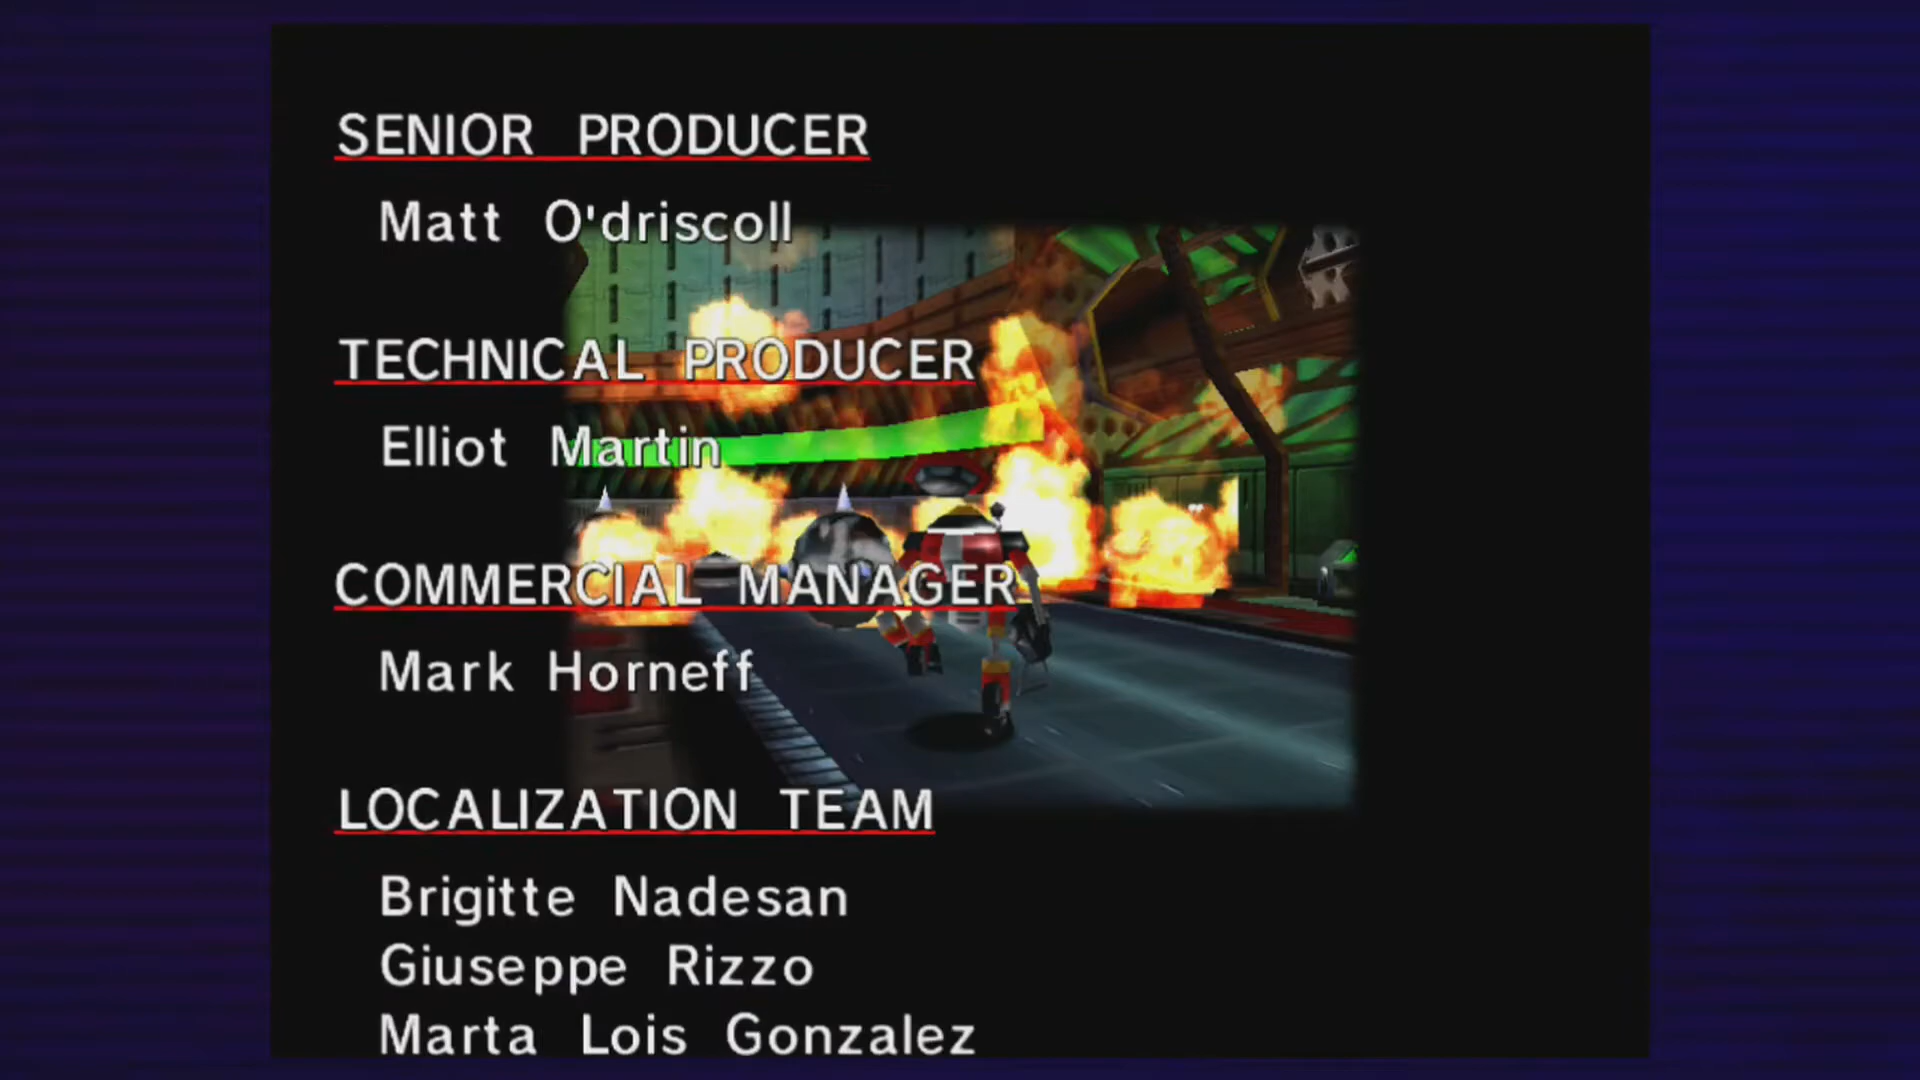 SENIOR PRODUCER
Matt O'driscoll
TECHNICAL PRODUCER
Elliot Martin
COMMERCIAL MANAGER
Mark Horneff
LOCALIZATION TEAM
Brigitte Nadesan
Giuseppe Rizzo
Marta Lois Gonzalez